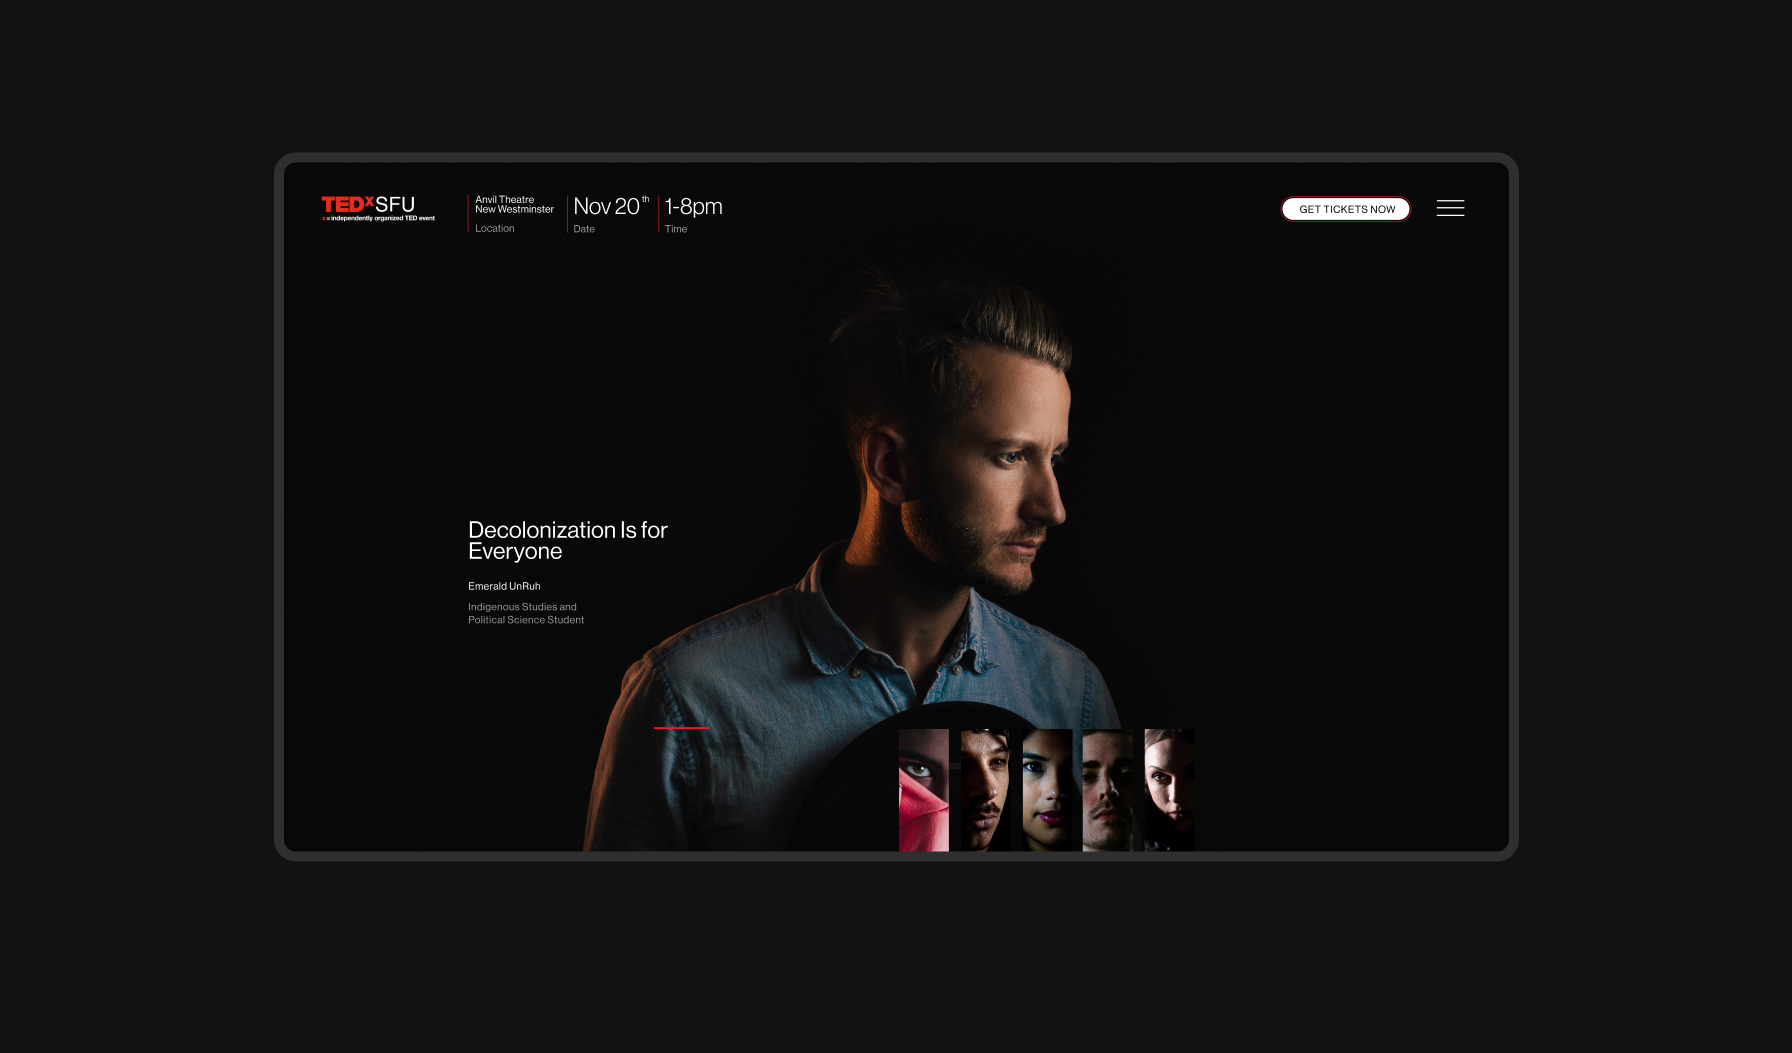 TEDxSFU
x = independently organized TED event
Anvil Theatre
New Westminster
Location
Nov 20th
Date
1-8pm
Time
GET TICKETS NOW
Decolonization Is for
Everyone
Emerald UnRuh
Indigenous Studies and
Political Science Student